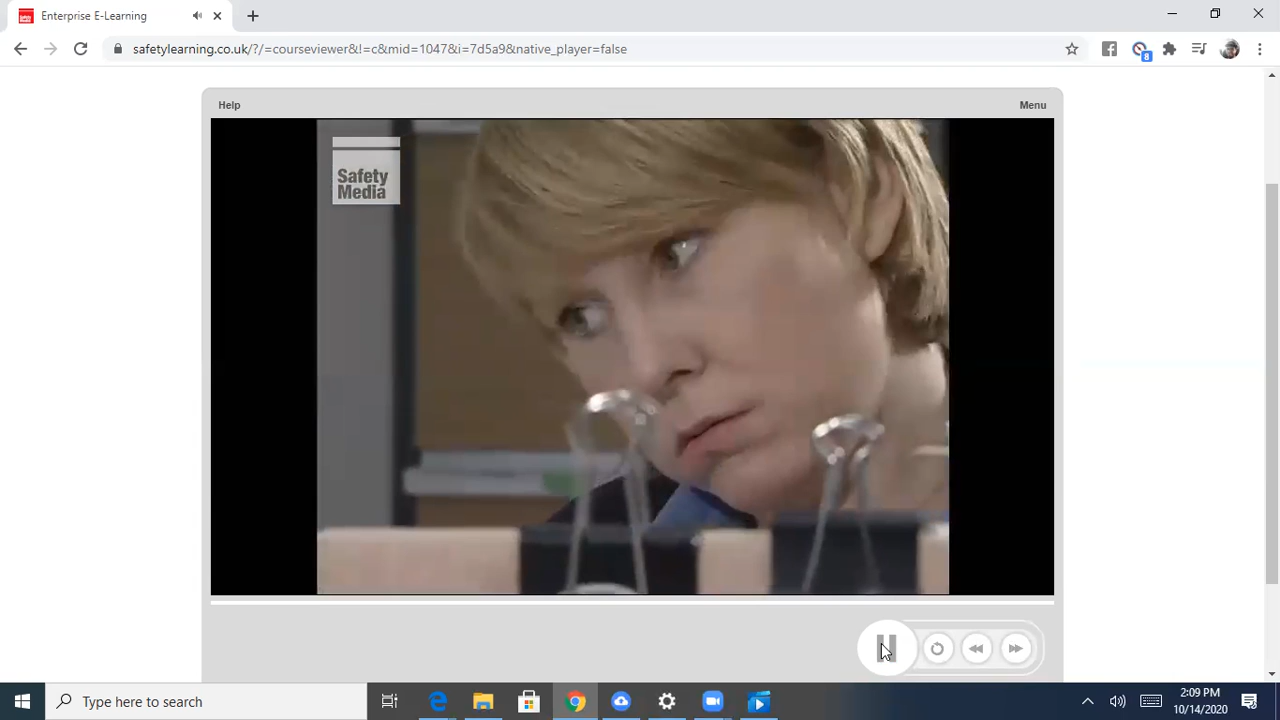 Enterprise E-Learning
safetylearning.co.uk/?/=courseviewer&!=c&mid=1047&i=7d5a9&native_player=false
8
Help
Menu
Safety
Media
Type here to search
2:09 PM
10/14/2020